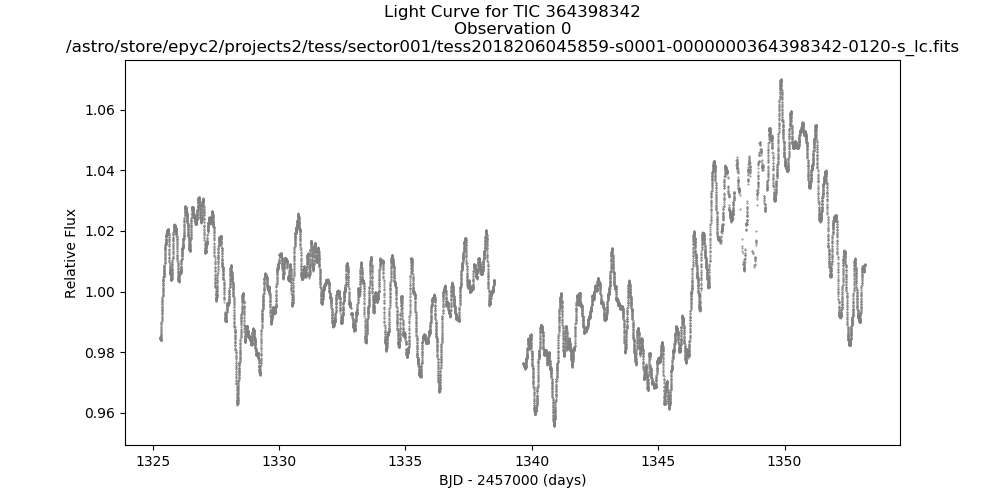 Light Curve for TIC 364398342
Observation 0
/astro/store/epyc2/projects2/tess/sector001/tess2018206045859-s0001-0000000364398342-0120-s_lc.fits
1.06
1.04
1.02
1.00
0.98
0.96
Relative Flux
1325
1330
1335
1340
1345
1350
BJD - 2457000 (days)